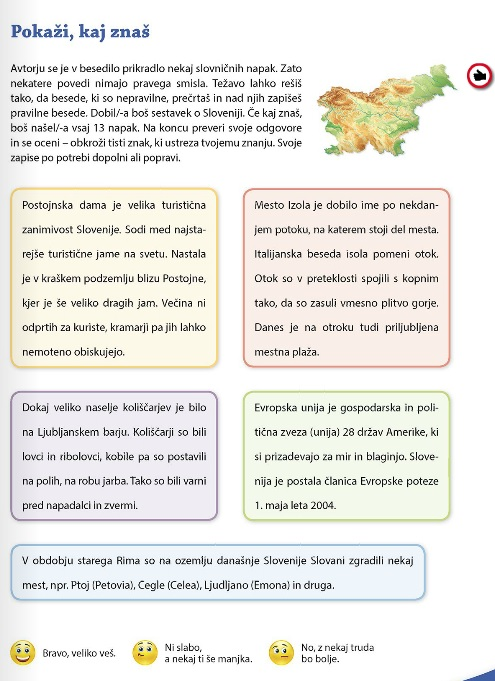 Pokaži, kaj znaš
Avtorju se je v besedilo prikradlo nekaj slovničnih napak. Zato
nekatere povedi nimajo pravega smisla. Težavo lahko rešiš
tako, da besede, ki so nepravilne, prečrtaš in nad njih zapišeš
pravilne besede. Dobil/-a boš sestavek o Sloveniji. Če kaj znaš,
boš našel/-a vsaj 13 napak. Na koncu preveri svoje odgovore
in se oceni – obkroži tisti znak, ki ustreza tvojemu znanju. Svoje
zapise po potrebi dopolni ali popravi.
Postojnska dama je velika turistična
zanimivost Slovenije. Sodi med najsta-
rejše turistične jame na svetu. Nastala
je v kraškem podzemlju blizu Postojne,
kjer je še veliko dragih jam. Večina ni
odprtih za kuriste, kramarji pa jih lahko
nemoteno obiskujejo.
Mesto Izola je dobilo ime po nekdan-
jem potoku, na katerem stoji del mesta.
Italijanska beseda isola pomeni otok.
Otok so v preteklosti spojili s kopnim
tako, da so zasuli vmesno plitvo gorje.
Danes je na otroku tudi priljubljena
mestna plaža.
Dokaj veliko naselje koliščarjev je bilo
na Ljubljanskem barju. Koliščarji so bili
lovci in ribolovci, kobile pa so postavili
na polih, na robu jarba. Tako so bili varni
pred napadalci in zvermi.
Evropska unija je gospodarska in poli-
tična zveza (unija) 28 držav Amerike, ki
si prizadevajo za mir in blaginjo. Slove-
nija je postala članica Evropske poteze
1. maja leta 2004.
V obdobju starega Rima so na ozemlju današnje Slovenije Slovani zgradili nekaj
mest, npr. Ptoj (Petovia), Cegle (Celea), Ljudljano (Emona) in druga.
Bravo, veliko veš.
Ni slabo,
a nekaj ti še manjka.
No, z nekaj truda
bo bolje.